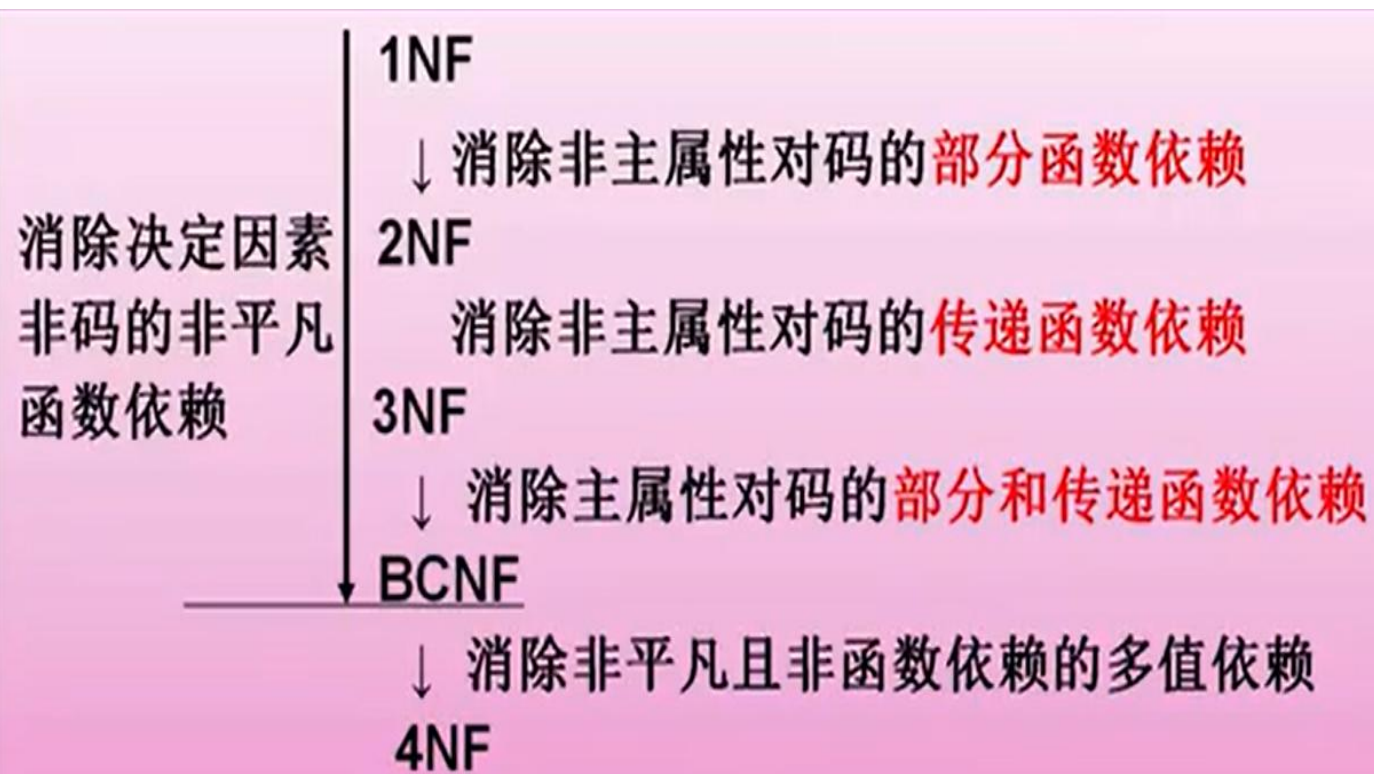 1NF
↓消除非主属性对码的部分函数依赖
消除决定因素
2NF
非码的非平凡
消除非主属性对码的传递函数依赖
函数依赖
3NF
↓消除主属性对码的部分和传递函数依赖
BCNF
↓消除非平凡且非函数依赖的多值依赖
4NF